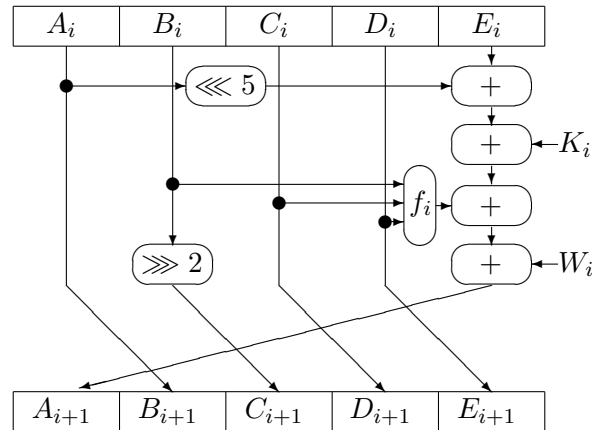 A_i B_i C_i D_i E_i
⋘ 5 +
+ K_i
f_i +
⋙ 2 + W_i
A_{i+1} B_{i+1} C_{i+1} D_{i+1} E_{i+1}